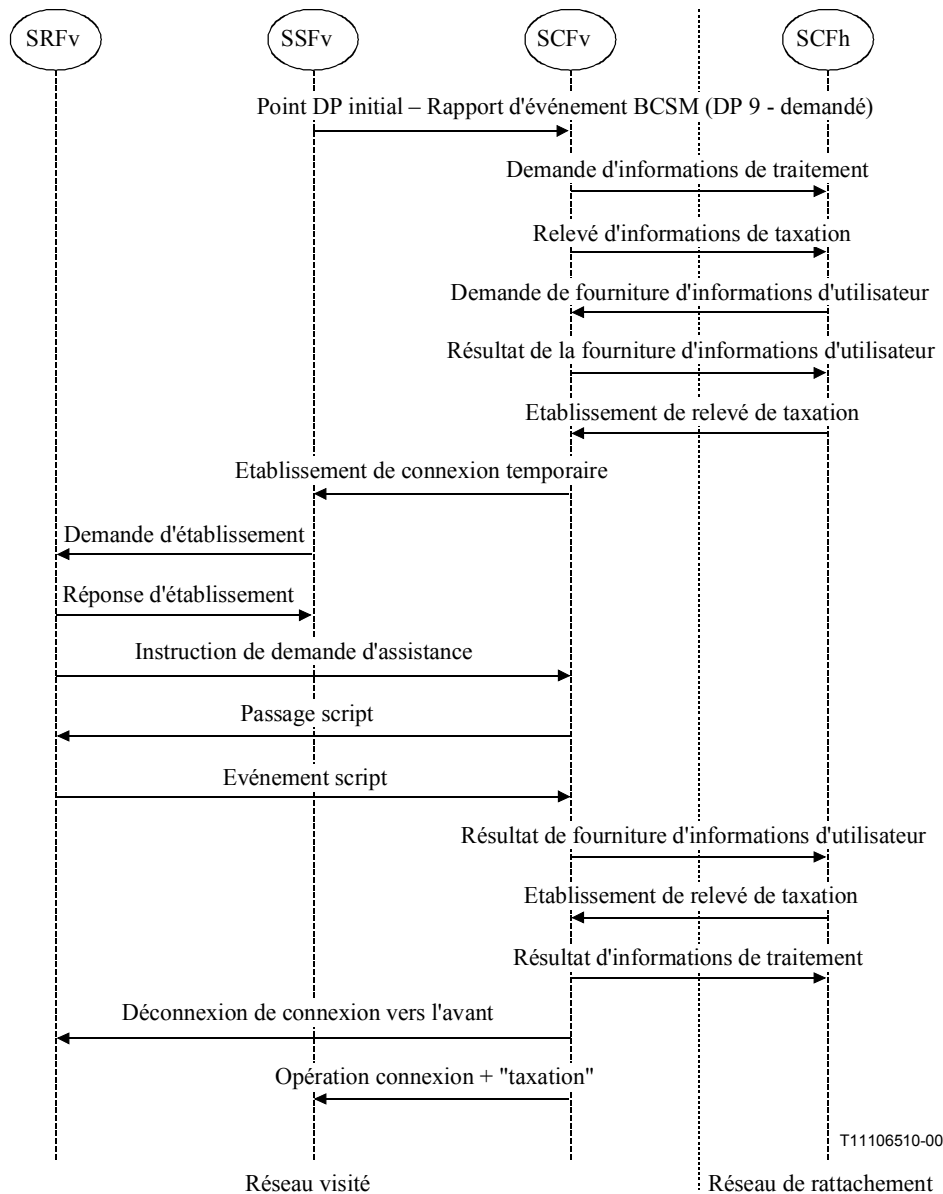 SRFv SSFv SCFv SCFh
Point DP initial – Rapport d'événement BCSM (DP 9 - demandé)
Demande d'informations de traitement
Relevé d'informations de taxation
Demande de fourniture d'informations d'utilisateur
Résultat de la fourniture d'informations d'utilisateur
Etablissement de relevé de taxation
Etablissement de connexion temporaire
Demande d'établissement
Réponse d'établissement
Instruction de demande d'assistance
Passage script
Evénement script
Résultat de fourniture d'informations d'utilisateur
Etablissement de relevé de taxation
Résultat d'informations de traitement
Déconnexion de connexion vers l'avant
Opération connexion + "taxation"
T11106510-00
Réseau visité Réseau de rattachement